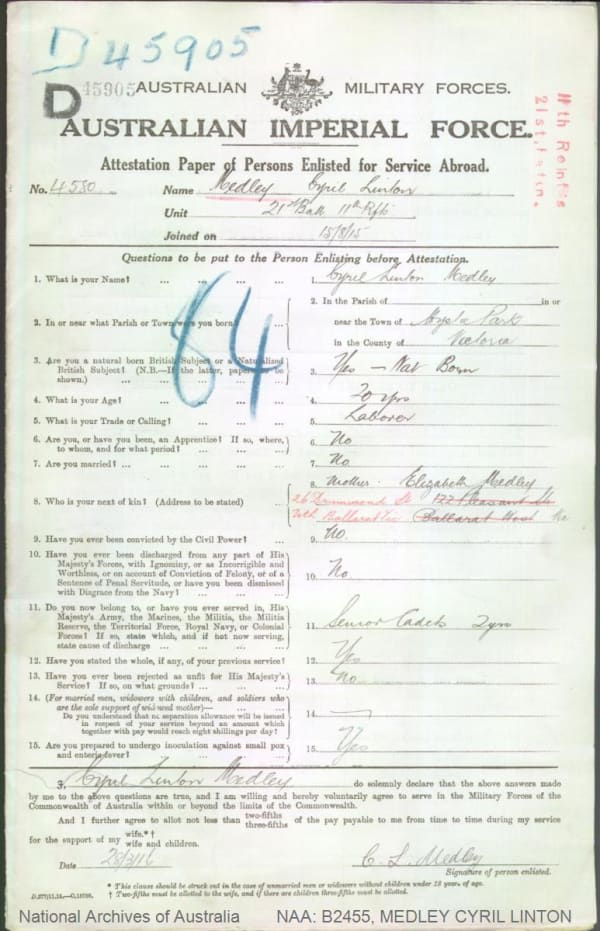 D45905
D 45905 AUSTRALIAN MILITARY FORCES.
AUSTRALIAN IMPERIAL FORCE.
11th Reinf's
21st. Battn.
Attestation Paper of Persons Enlisted for Service Abroad.
No. 4550 Name Medley Cyril Linton
Unit 21st Batt 11th Rfts
Joined on 15/8/15
Questions to be put to the Person Enlisting before Attestation.
1. What is your Name? ... ... ... ... 1. Cyril Linton Medley
2. In or near what Parish or Town were you born? ... 2. In the Parish of in or
near the Town of Park
in the County of Victoria
84
3. Are you a natural born British Subject or a Naturalized
British Subject? (N.B.—If the latter, papers to be
shown.) ... ... ... ... 3. Yes – Nat Born
4. What is your Age? ... ... ... ... 4. 20 yrs
5. What is your Trade or Calling? ... ... ... 5. Laborer
6. Are you, or have you been, an Apprentice? If so, where,
to whom, and for what period? ... ... ... 6. No
7. Are you married? ... ... ... ... 7. No
8. Who is your next of kin? (Address to be stated) ... 8. Mother. Elizabeth Medley
26 Drummond St 122 Pleasant St
Nth Ballarat Vic Ballarat West Vic
9. Have you ever been convicted by the Civil Power? ... 9. No
10. Have you ever been discharged from any part of His
Majesty's Forces, with Ignominy, or as Incorrigible and
Worthless, or on account of Conviction of Felony, or of a
Sentence of Penal Servitude, or have you been dismissed
with Disgrace from the Navy? ... ... ... 10. No
11. Do you now belong to, or have you ever served in, His
Majesty's Army, the Marines, the Militia, the Militia
Reserve, the Territorial Force, Royal Navy, or Colonial
Forces? If so, state which, and if not now serving,
state cause of discharge ... ... ... 11. Senior Cadets 2yrs
12. Have you stated the whole, if any, of your previous service? 12. Yes
13. Have you ever been rejected as unfit for His Majesty's
Service? If so, on what grounds? ... ... ... 13. No
14. (For married men, widowers with children, and soldiers who
are the sole support of widowed mother)—
Do you understand that no separation allowance will be issued
in respect of your service beyond an amount which
together with pay would reach eight shillings per day? 14. —
15. Are you prepared to undergo inoculation against small pox
and enteric fever? ... ... ... ... 15. Yes
I, Cyril Linton Medley do solemnly declare that the above answers made
by me to the above questions are true, and I am willing and hereby voluntarily agree to serve in the Military Forces of the
Commonwealth of Australia within or beyond the limits of the Commonwealth.
And I further agree to allot not less than two-fifths three-fifths of the pay payable to me from time to time during my service
for the support of my wife.*† wife and children.
Date 28/3/16 C. L. Medley
Signature of person enlisted.
* This clause should be struck out in the case of unmarried men or widowers without children under 18 year. of age.
† Two-fifths must be allotted to the wife, and if there are children three-fifths must be allotted.
National Archives of Australia NAA: B2455, MEDLEY CYRIL LINTON